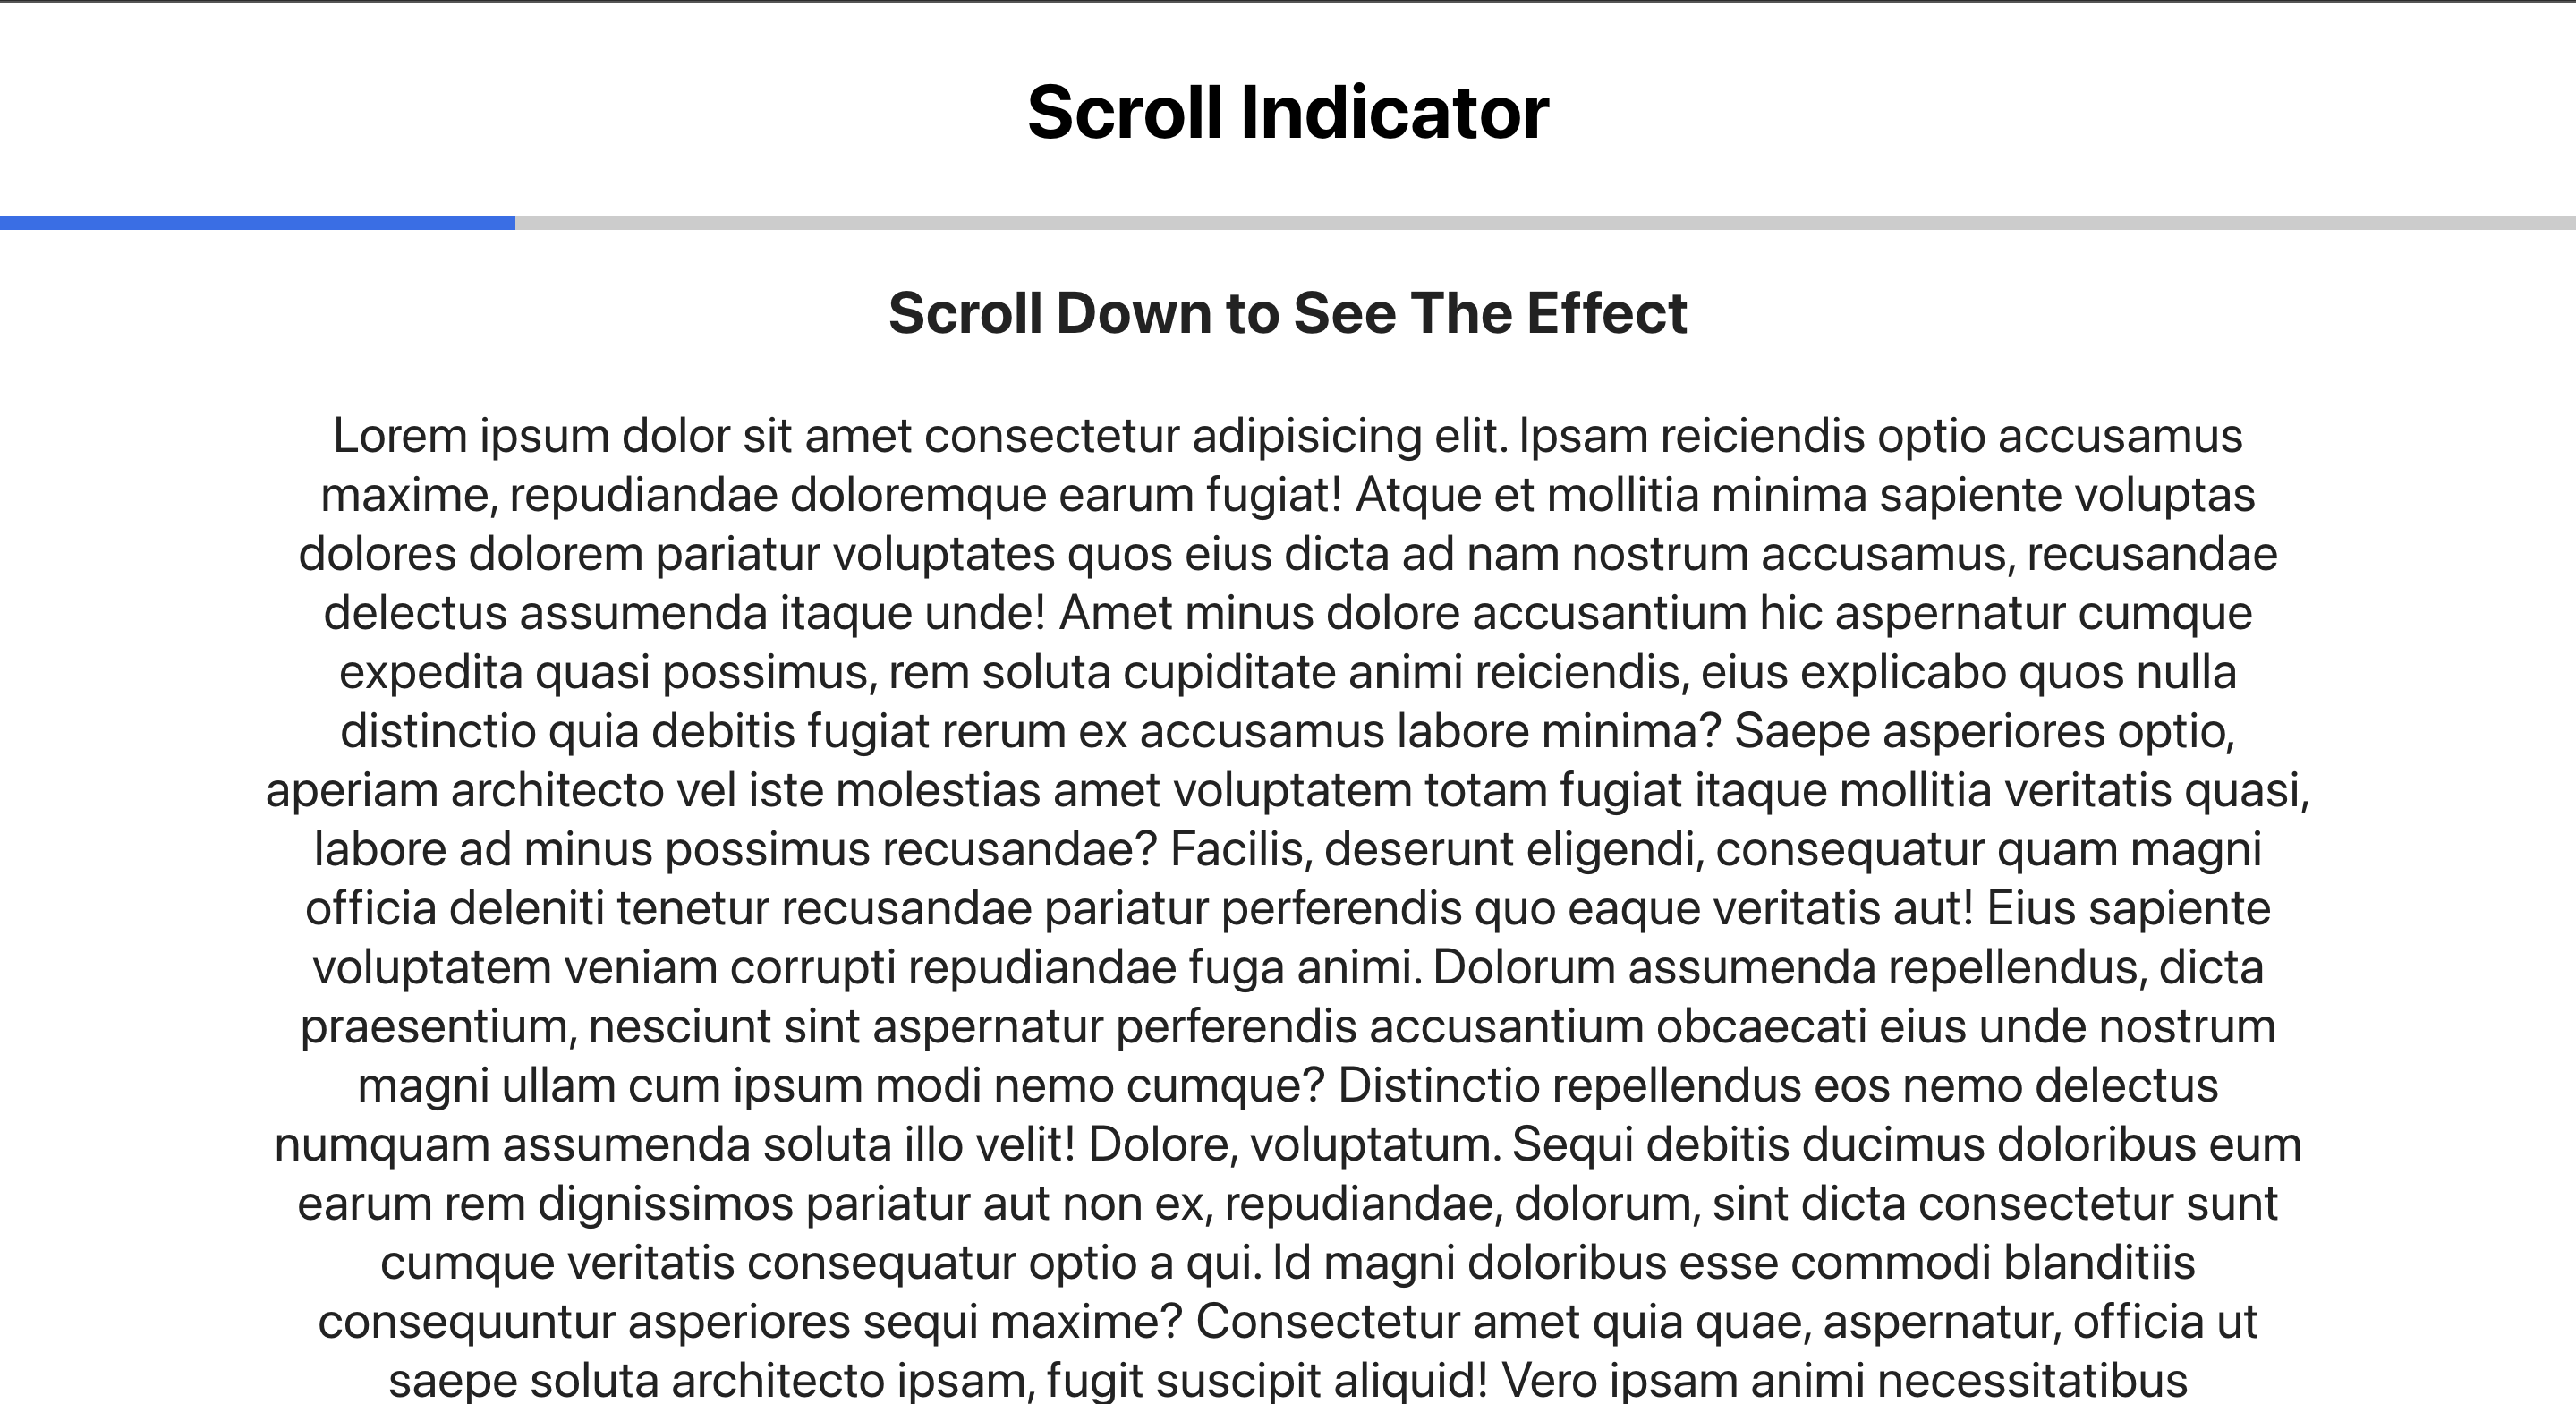 Scroll Indicator
Scroll Down to See The Effect
Lorem ipsum dolor sit amet consectetur adipisicing elit. Ipsam reiciendis optio accusamus
maxime, repudiandae doloremque earum fugiat! Atque et mollitia minima sapiente voluptas
dolores dolorem pariatur voluptates quos eius dicta ad nam nostrum accusamus, recusandae
delectus assumenda itaque unde! Amet minus dolore accusantium hic aspernatur cumque
expedita quasi possimus, rem soluta cupiditate animi reiciendis, eius explicabo quos nulla
distinctio quia debitis fugiat rerum ex accusamus labore minima? Saepe asperiores optio,
aperiam architecto vel iste molestias amet voluptatem totam fugiat itaque mollitia veritatis quasi,
labore ad minus possimus recusandae? Facilis, deserunt eligendi, consequatur quam magni
officia deleniti tenetur recusandae pariatur perferendis quo eaque veritatis aut! Eius sapiente
voluptatem veniam corrupti repudiandae fuga animi. Dolorum assumenda repellendus, dicta
praesentium, nesciunt sint aspernatur perferendis accusantium obcaecati eius unde nostrum
magni ullam cum ipsum modi nemo cumque? Distinctio repellendus eos nemo delectus
numquam assumenda soluta illo velit! Dolore, voluptatum. Sequi debitis ducimus doloribus eum
earum rem dignissimos pariatur aut non ex, repudiandae, dolorum, sint dicta consectetur sunt
cumque veritatis consequatur optio a qui. Id magni doloribus esse commodi blanditiis
consequuntur asperiores sequi maxime? Consectetur amet quia quae, aspernatur, officia ut
saepe soluta architecto ipsam, fugit suscipit aliquid! Vero ipsam animi necessitatibus